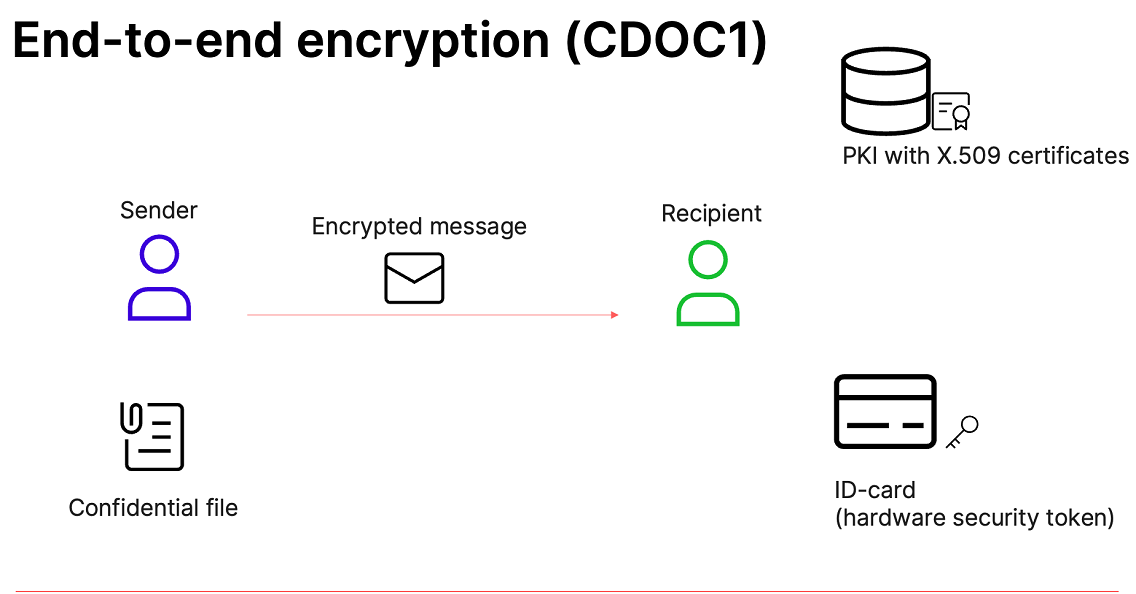 End-to-end encryption (CDOC1)
PKI with X.509 certificates
Sender
Encrypted message
Recipient
Confidential file
ID-card
(hardware security token)